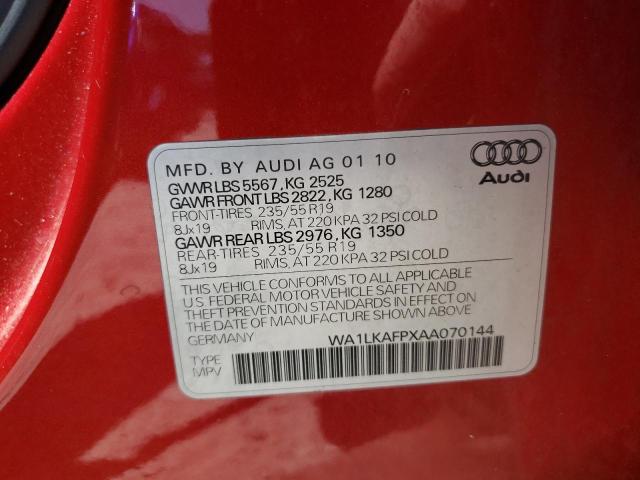 MFD. BY AUDI AG 01 10
Audi
GVWR LBS 5567, KG 2525
GAWR FRONT LBS 2822, KG 1280
FRONT-TIRES 235/55 R19
8Jx19 RIMS, AT 220 KPA 32 PSI COLD
GAWR REAR LBS 2976, KG 1350
REAR-TIRES 235/55 R19
8Jx19 RIMS, AT 220 KPA 32 PSI COLD
THIS VEHICLE CONFORMS TO ALL APPLICABLE
U.S. FEDERAL MOTOR VEHICLE SAFETY AND
THEFT PREVENTION STANDARDS IN EFFECT ON
THE DATE OF MANUFACTURE SHOWN ABOVE
GERMANY WA1LKAFPXAA070144
TYPE
MPV